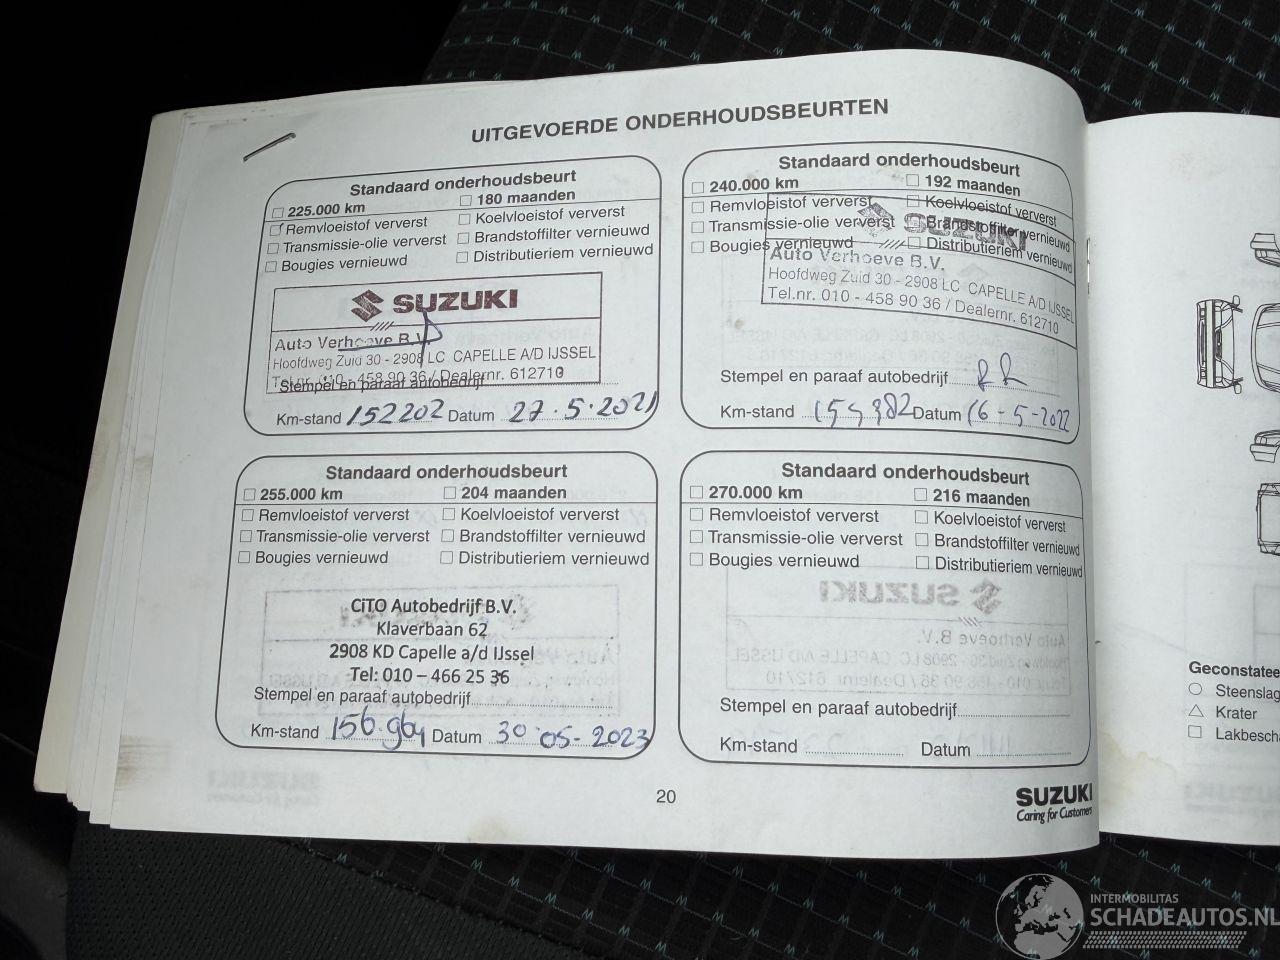 UITGEVOERDE ONDERHOUDSBEURTEN
Standaard onderhoudsbeurt
225.000 km 180 maanden
Remvloeistof ververst Koelvloeistof ververst
Transmissie-olie ververst Brandstoffilter vernieuwd
Bougies vernieuwd Distributieriem vernieuwd
SUZUKI
Auto Verhoeve B.V.
Hoofdweg Zuid 30 - 2908 LC CAPELLE A/D IJSSEL
Tel.nr. 010 - 458 90 36 / Dealernr. 612710
Stempel en paraaf autobedrijf
Km-stand 152202 Datum 27.5.2021
Standaard onderhoudsbeurt
240.000 km 192 maanden
Remvloeistof ververst Koelvloeistof ververst
Transmissie-olie ververst Brandstoffilter vernieuwd
Bougies vernieuwd Distributieriem vernieuwd
SUZUKI
Auto Verhoeve B.V.
Hoofdweg Zuid 30 - 2908 LC CAPELLE A/D IJSSEL
Tel.nr. 010 - 458 90 36 / Dealernr. 612710
Stempel en paraaf autobedrijf
Km-stand Datum 16-5-2022
Standaard onderhoudsbeurt
255.000 km 204 maanden
Remvloeistof ververst Koelvloeistof ververst
Transmissie-olie ververst Brandstoffilter vernieuwd
Bougies vernieuwd Distributieriem vernieuwd
CiTO Autobedrijf B.V.
Klaverbaan 62
2908 KD Capelle a/d IJssel
Tel: 010 – 466 25 36
Stempel en paraaf autobedrijf
Km-stand 156.964 Datum 30-05-2023
Standaard onderhoudsbeurt
270.000 km 216 maanden
Remvloeistof ververst Koelvloeistof ververst
Transmissie-olie ververst Brandstoffilter vernieuwd
Bougies vernieuwd Distributieriem vernieuwd
Stempel en paraaf autobedrijf
Km-stand Datum
20
SUZUKI
Caring for Customers
Geconstatee
Steenslag
Krater
Lakbescha
INTERMOBILITAS
SCHADEAUTOS.NL